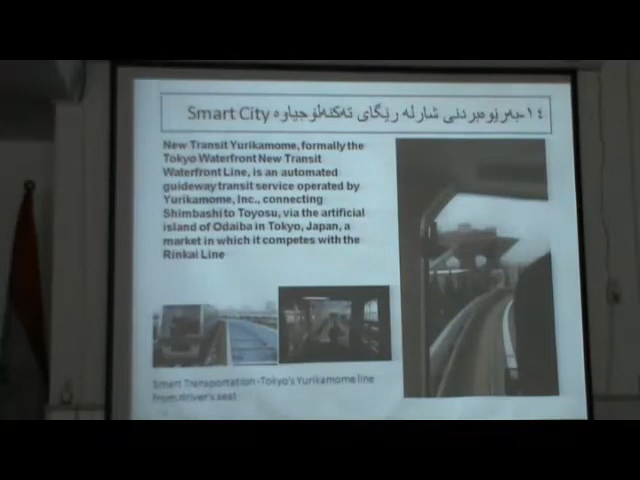 ١٤-بەرێوەبردنی شارلە رێگای تەکنەلۆجیاوە Smart City
New Transit Yurikamome, formally the
Tokyo Waterfront New Transit
Waterfront Line, is an automated
guideway transit service operated by
Yurikamome, Inc., connecting
Shimbashi to Toyosu, via the artificial
island of Odaiba in Tokyo, Japan, a
market in which it competes with the
Rinkai Line
Smart Transportation -Tokyo's Yurikamome line
from driver's seat